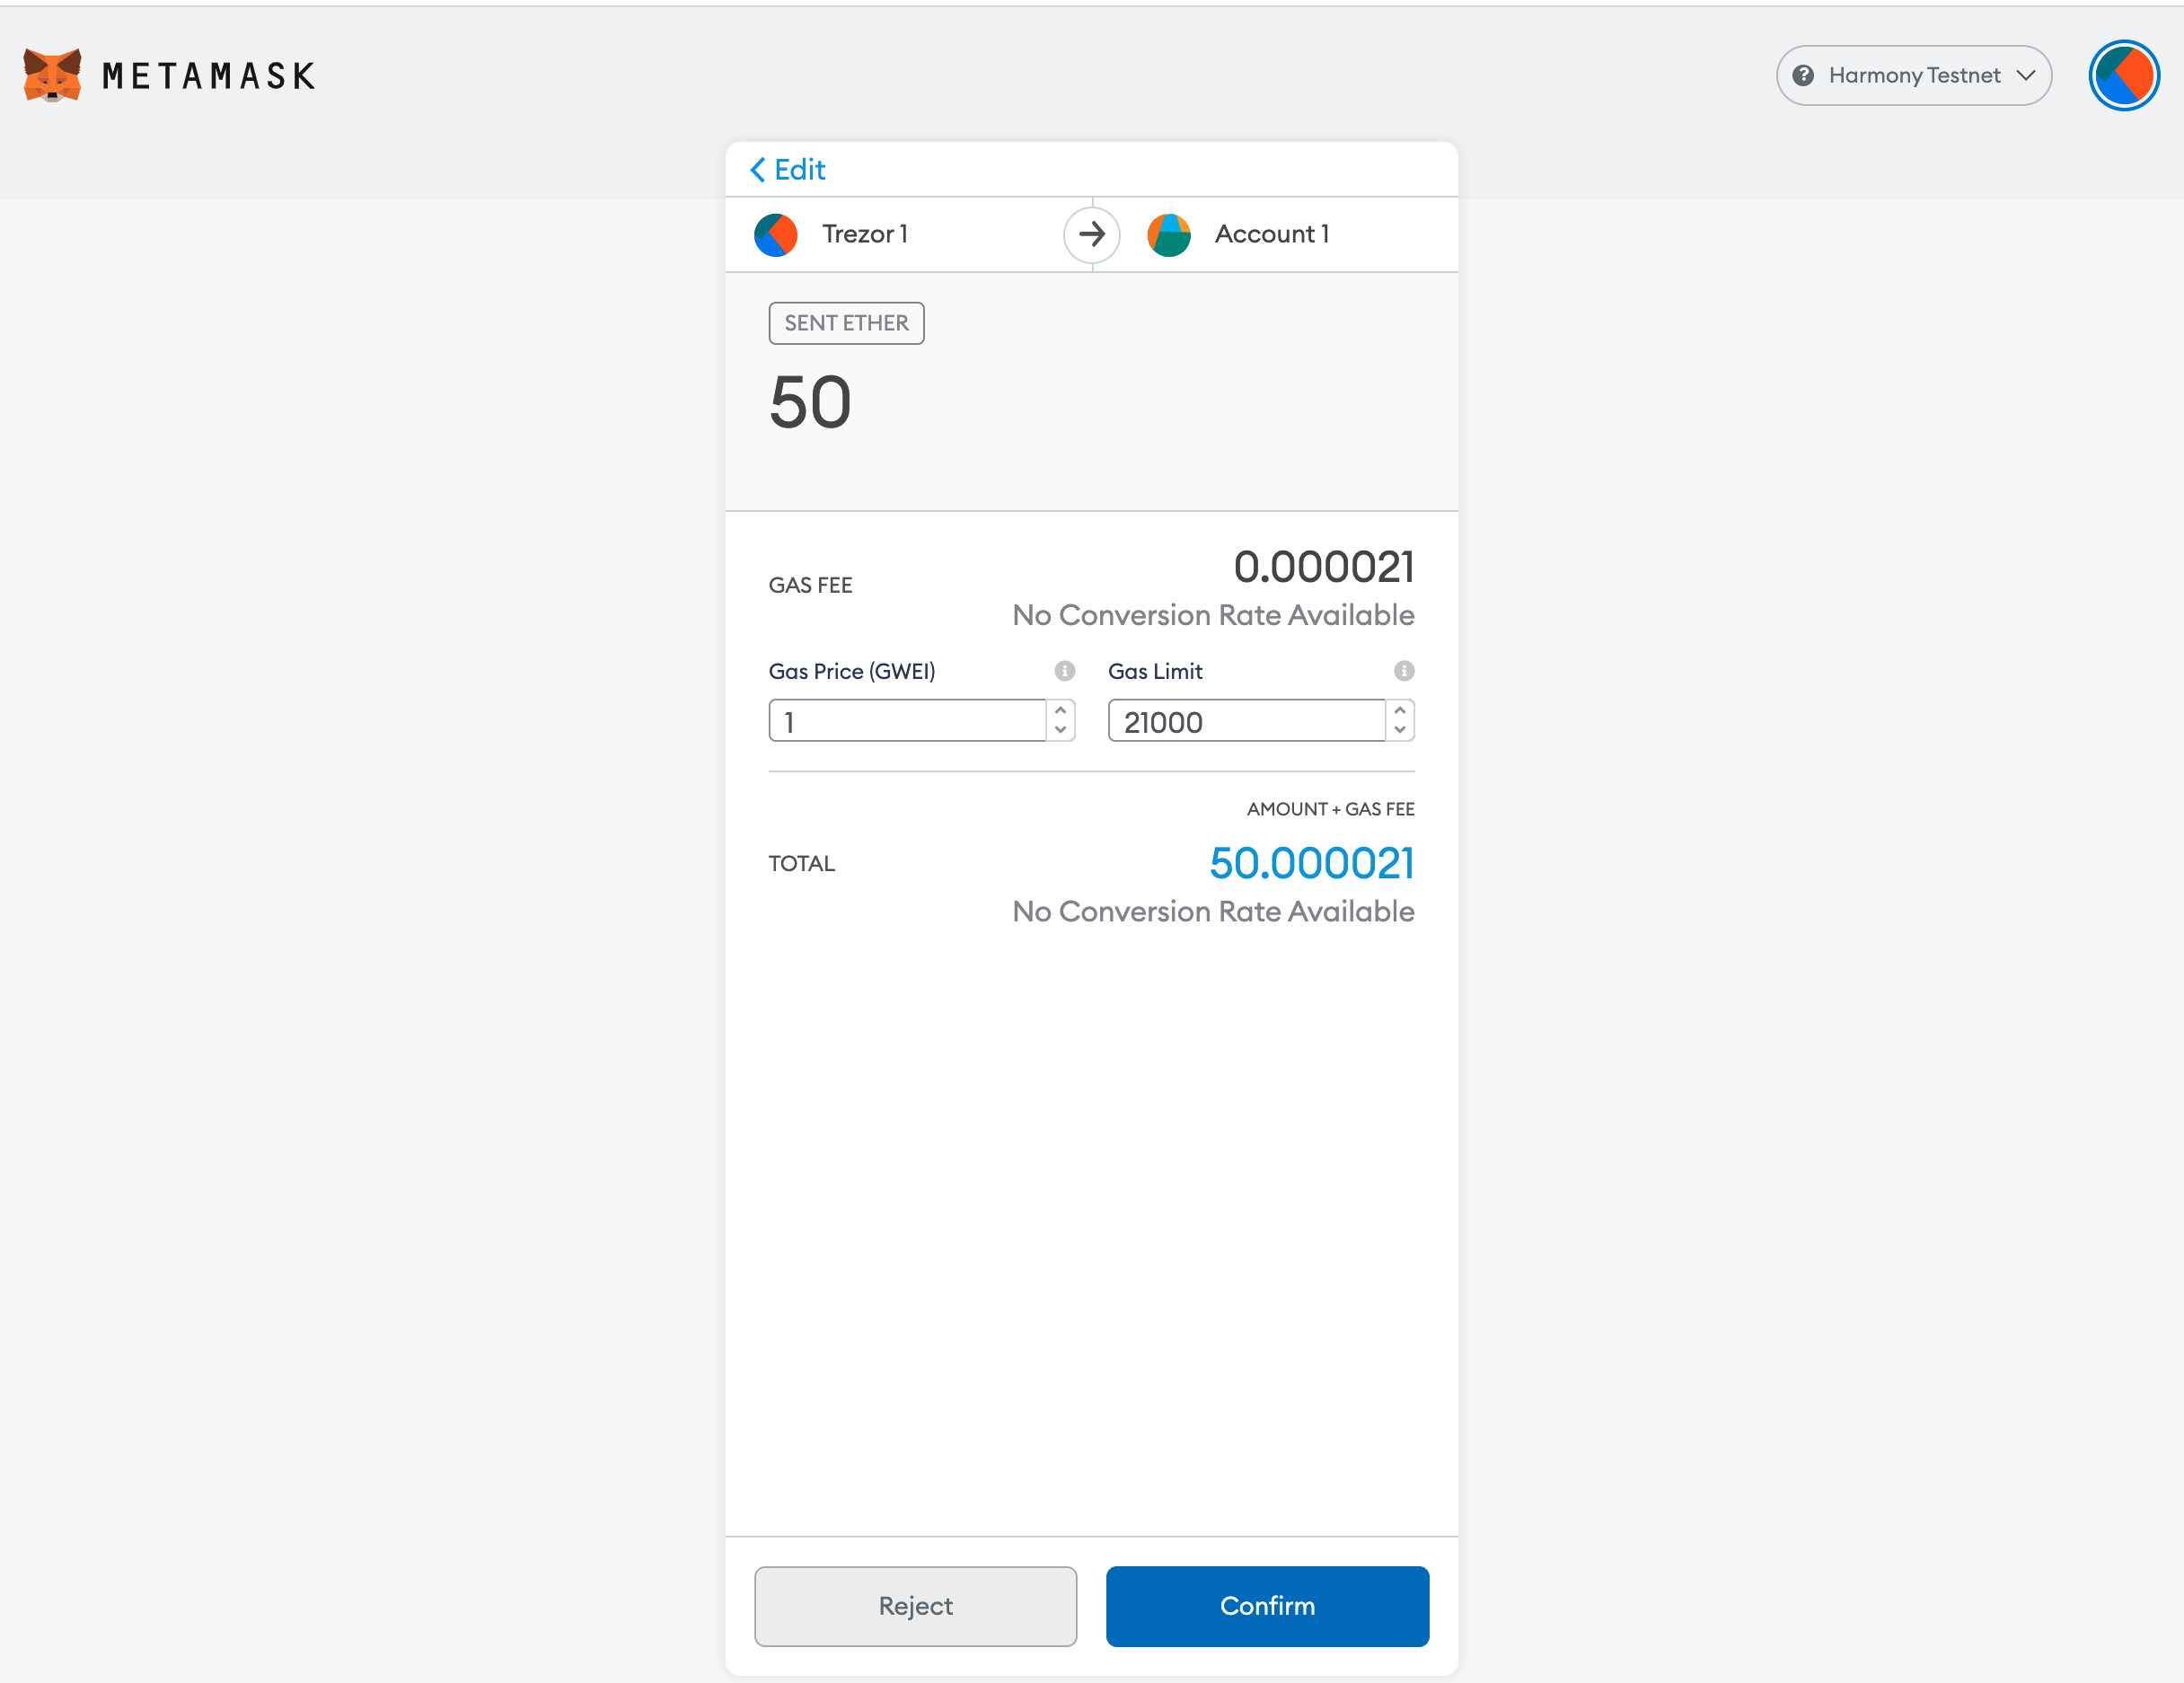 METAMASK
Harmony Testnet
Edit
Trezor 1
Account 1
SENT ETHER
50
GAS FEE
0.000021
No Conversion Rate Available
Gas Price (GWEI)
Gas Limit
1
21000
AMOUNT + GAS FEE
TOTAL
50.000021
No Conversion Rate Available
Reject
Confirm